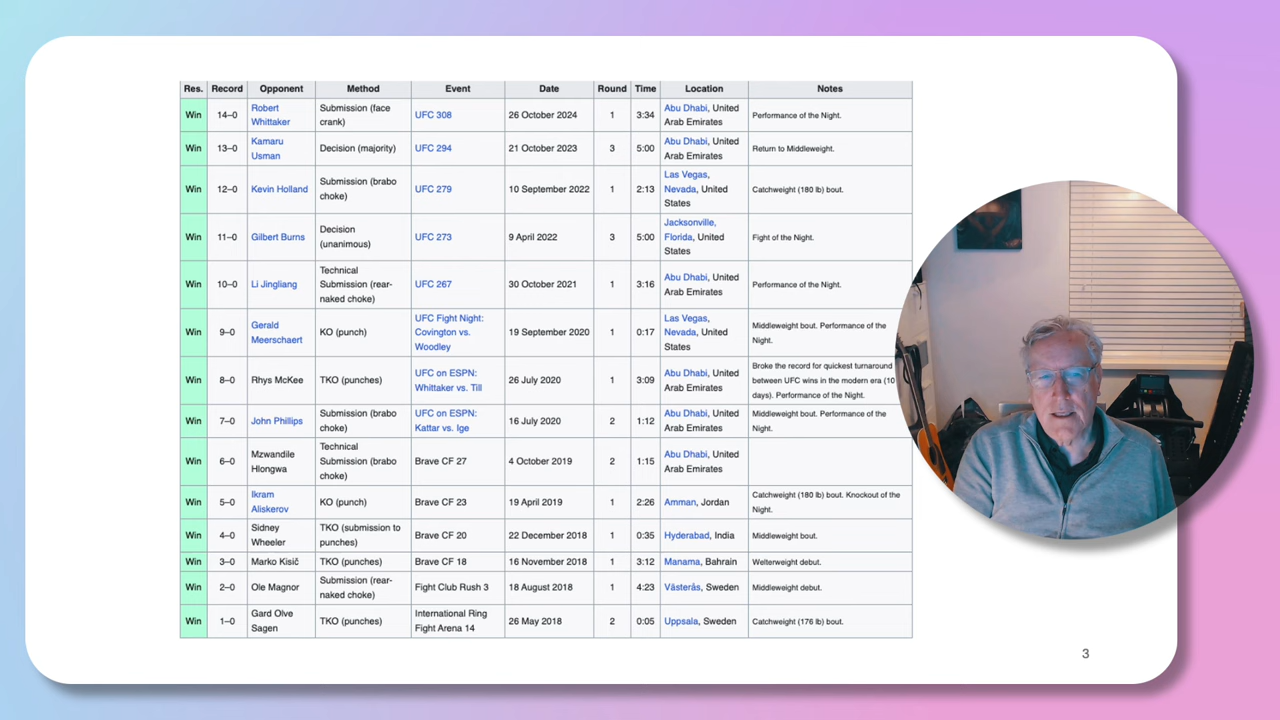 Res. Record Opponent Method Event Date Round Time Location Notes
Win 14–0 Robert Whittaker Submission (face crank) UFC 308 26 October 2024 1 3:34 Abu Dhabi, United Arab Emirates Performance of the Night.
Win 13–0 Kamaru Usman Decision (majority) UFC 294 21 October 2023 3 5:00 Abu Dhabi, United Arab Emirates Return to Middleweight.
Win 12–0 Kevin Holland Submission (brabo choke) UFC 279 10 September 2022 1 2:13 Las Vegas, Nevada, United States Catchweight (180 lb) bout.
Win 11–0 Gilbert Burns Decision (unanimous) UFC 273 9 April 2022 3 5:00 Jacksonville, Florida, United States Fight of the Night.
Win 10–0 Li Jingliang Technical Submission (rear-naked choke) UFC 267 30 October 2021 1 3:16 Abu Dhabi, United Arab Emirates Performance of the Night.
Win 9–0 Gerald Meerschaert KO (punch) UFC Fight Night: Covington vs. Woodley 19 September 2020 1 0:17 Las Vegas, Nevada, United States Middleweight bout. Performance of the Night.
Win 8–0 Rhys McKee TKO (punches) UFC on ESPN: Whittaker vs. Till 26 July 2020 1 3:09 Abu Dhabi, United Arab Emirates Broke the record for quickest turnaround between UFC wins in the modern era (10 days). Performance of the Night.
Win 7–0 John Phillips Submission (brabo choke) UFC on ESPN: Kattar vs. Ige 16 July 2020 2 1:12 Abu Dhabi, United Arab Emirates Middleweight bout. Performance of the Night.
Win 6–0 Mzwandile Hlongwa Technical Submission (brabo choke) Brave CF 27 4 October 2019 2 1:15 Abu Dhabi, United Arab Emirates
Win 5–0 Ikram Aliskerov KO (punch) Brave CF 23 19 April 2019 1 2:26 Amman, Jordan Catchweight (180 lb) bout. Knockout of the Night.
Win 4–0 Sidney Wheeler TKO (submission to punches) Brave CF 20 22 December 2018 1 0:35 Hyderabad, India Middleweight bout.
Win 3–0 Marko Kisič TKO (punches) Brave CF 18 16 November 2018 1 3:12 Manama, Bahrain Welterweight debut.
Win 2–0 Ole Magnor Submission (rear-naked choke) Fight Club Rush 3 18 August 2018 1 4:23 Västerås, Sweden Middleweight debut.
Win 1–0 Gard Olve Sagen TKO (punches) International Ring Fight Arena 14 26 May 2018 2 0:05 Uppsala, Sweden Catchweight (176 lb) bout.
3